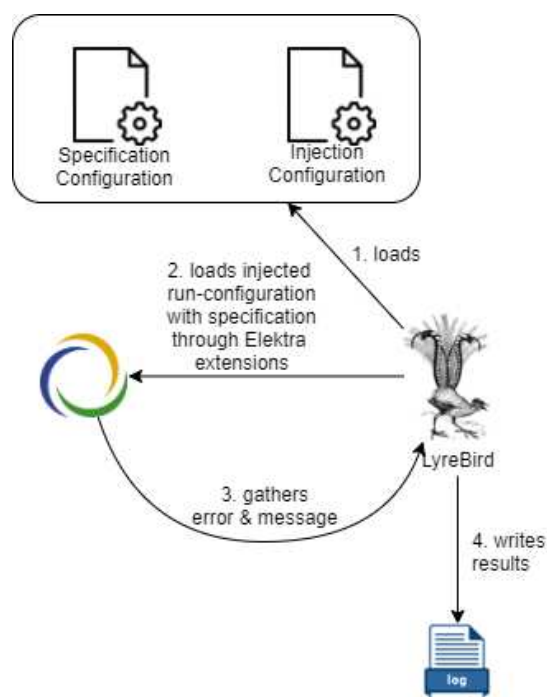 Specification
Configuration
Injection
Configuration
1. loads
2. loads injected
run-configuration
with specification
through Elektra
extensions
LyreBird
3. gathers
error & message
4. writes
results
log